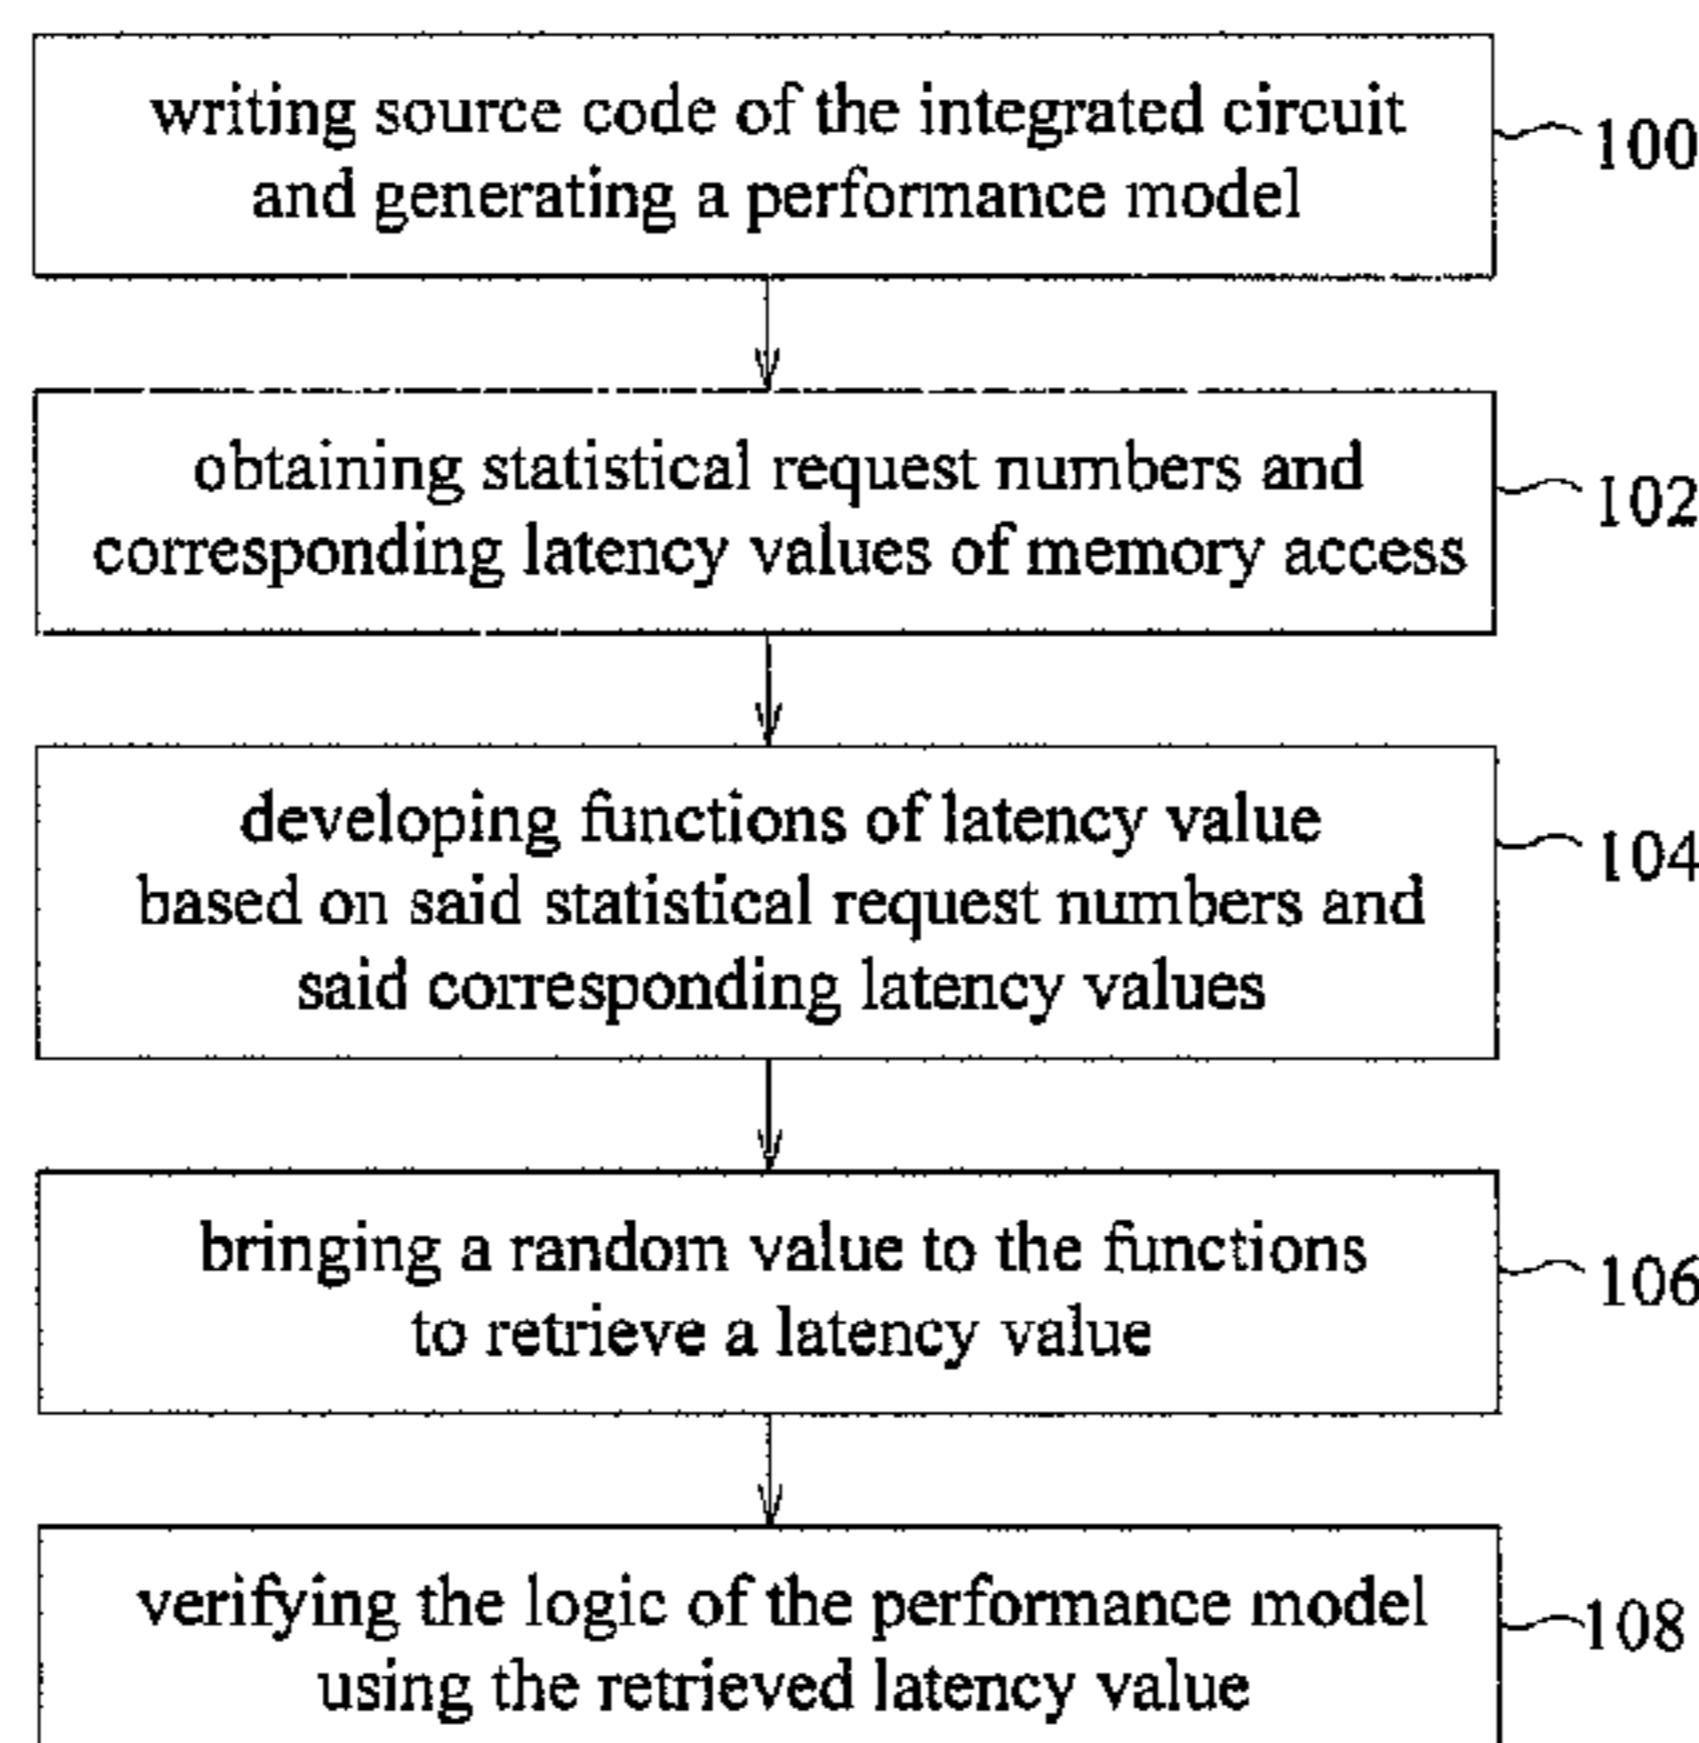 writing source code of the integrated circuit
and generating a performance model
100
obtaining statistical request numbers and
corresponding latency values of memory access
102
developing functions of latency value
based on said statistical request numbers and
said corresponding latency values
104
bringing a random value to the functions
to retrieve a latency value
106
verifying the logic of the performance model
using the retrieved latency value
108